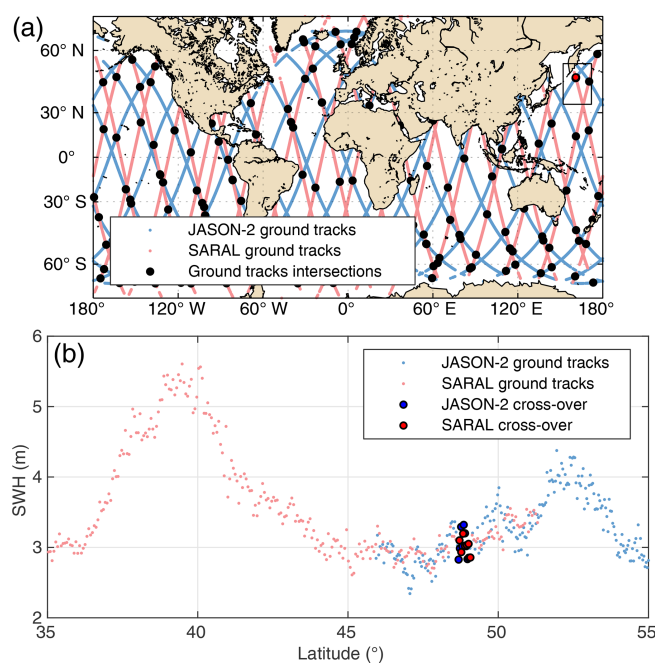 (a)
60° N
30° N
0°
30° S
60° S
JASON-2 ground tracks
SARAL ground tracks
Ground tracks intersections
180° 120° W 60° W 0° 60° E 120° E 180°
(b)
6
5
4
3
2
SWH (m)
JASON-2 ground tracks
SARAL ground tracks
JASON-2 cross-over
SARAL cross-over
35 40 45 50 55
Latitude (°)